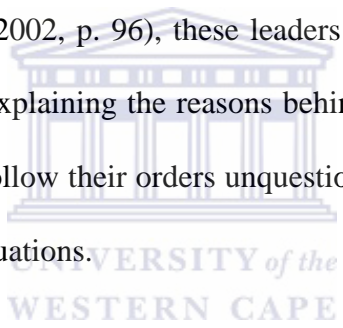 2002, p. 96), these leaders
xplaining the reasons behin
ollow their orders unquestio
uations.
UNIVERSITY of the
WESTERN CAPE